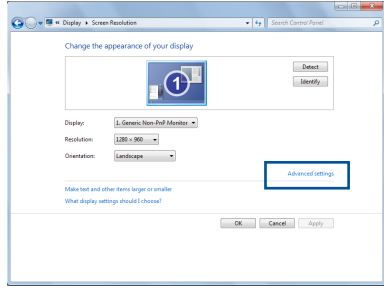 « Display ▸ Screen Resolution
Search Control Panel
Change the appearance of your display
1
Detect
Identify
Display: 1. Generic Non-PnP Monitor
Resolution: 1280 × 960
Orientation: Landscape
Advanced settings
Make text and other items larger or smaller
What display settings should I choose?
OK Cancel Apply